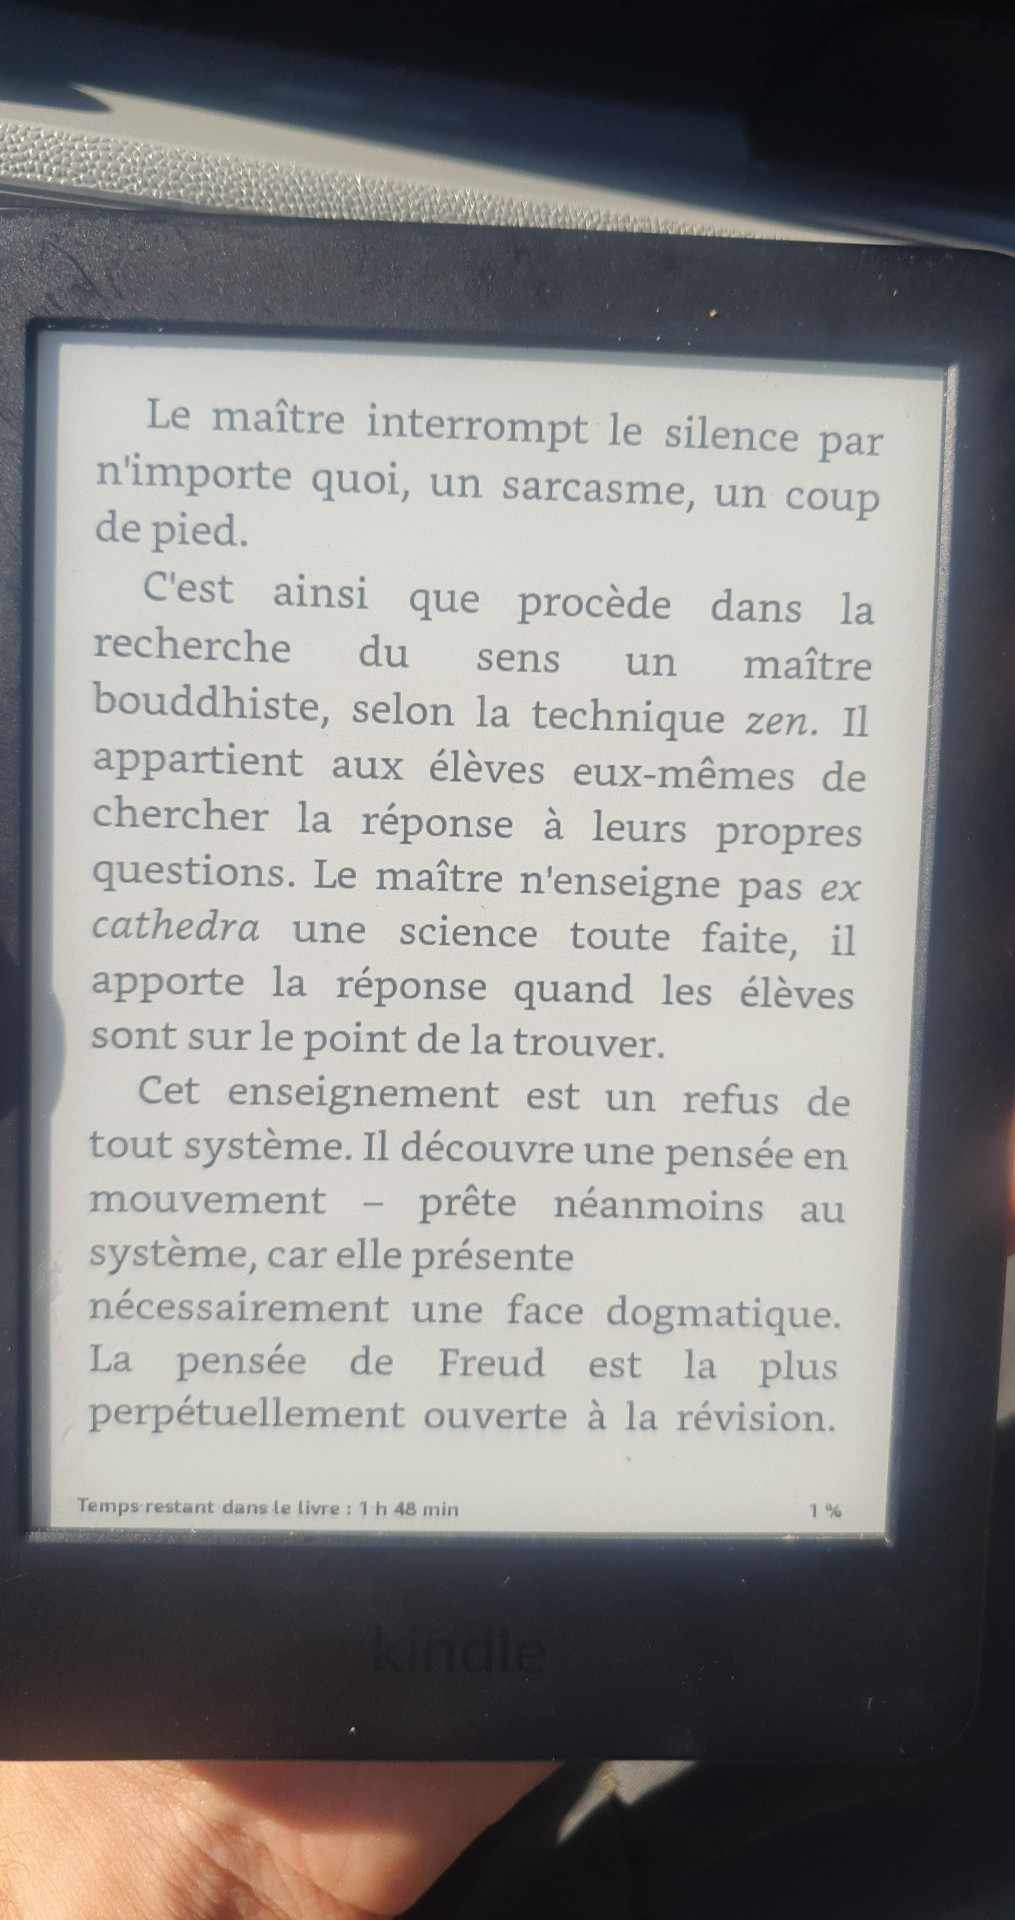 Le maître interrompt le silence par
n'importe quoi, un sarcasme, un coup
de pied.
C'est ainsi que procède dans la
recherche du sens un maître
bouddhiste, selon la technique zen. Il
appartient aux élèves eux-mêmes de
chercher la réponse à leurs propres
questions. Le maître n'enseigne pas ex
cathedra une science toute faite, il
apporte la réponse quand les élèves
sont sur le point de la trouver.
Cet enseignement est un refus de
tout système. Il découvre une pensée en
mouvement – prête néanmoins au
système, car elle présente
nécessairement une face dogmatique.
La pensée de Freud est la plus
perpétuellement ouverte à la révision.
Temps restant dans le livre : 1 h 48 min 1 %
kindle